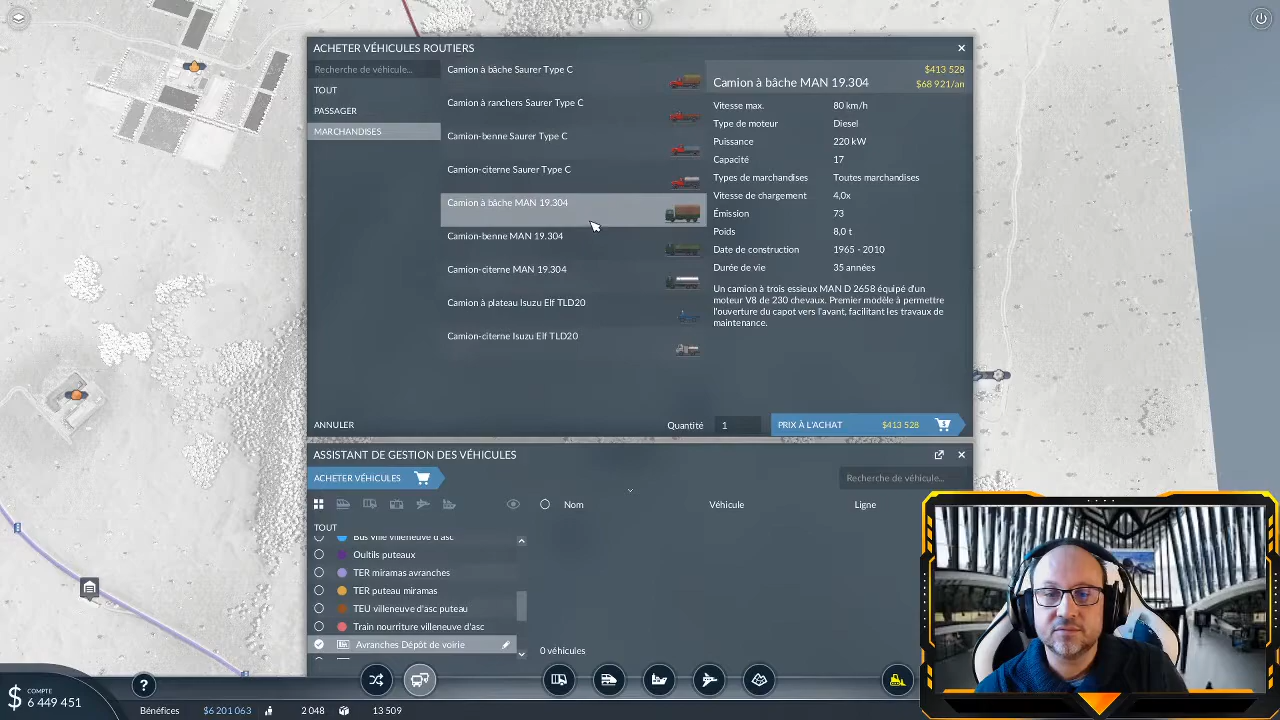 ACHETER VÉHICULES ROUTIERS
Recherche de véhicule...
TOUT
PASSAGER
MARCHANDISES
Camion à bâche Saurer Type C
Camion à ranchers Saurer Type C
Camion-benne Saurer Type C
Camion-citerne Saurer Type C
Camion à bâche MAN 19.304
Camion-benne MAN 19.304
Camion-citerne MAN 19.304
Camion à plateau Isuzu Elf TLD20
Camion-citerne Isuzu Elf TLD20
$413 528
Camion à bâche MAN 19.304
$68 921/an
Vitesse max. 80 km/h
Type de moteur Diesel
Puissance 220 kW
Capacité 17
Types de marchandises Toutes marchandises
Vitesse de chargement 4,0x
Émission 73
Poids 8,0 t
Date de construction 1965 - 2010
Durée de vie 35 années
Un camion à trois essieux MAN D 2658 équipé d'un
moteur V8 de 230 chevaux. Premier modèle à permettre
l'ouverture du capot vers l'avant, facilitant les travaux de
maintenance.
ANNULER
Quantité 1
PRIX À L'ACHAT $413 528
ASSISTANT DE GESTION DES VÉHICULES
ACHETER VÉHICULES
Recherche de véhicule...
Nom Véhicule Ligne
TOUT
Bus ville villeneuve d'asc
Oultils puteaux
TER miramas avranches
TER puteau miramas
TEU villeneuve d'asq puteau
Train nourriture villeneuve d'asc
Avranches Dépôt de voirie
0 véhicules
$ COMPTE
6 449 451
?
Bénéfices $6 201 063 2 048 13 509